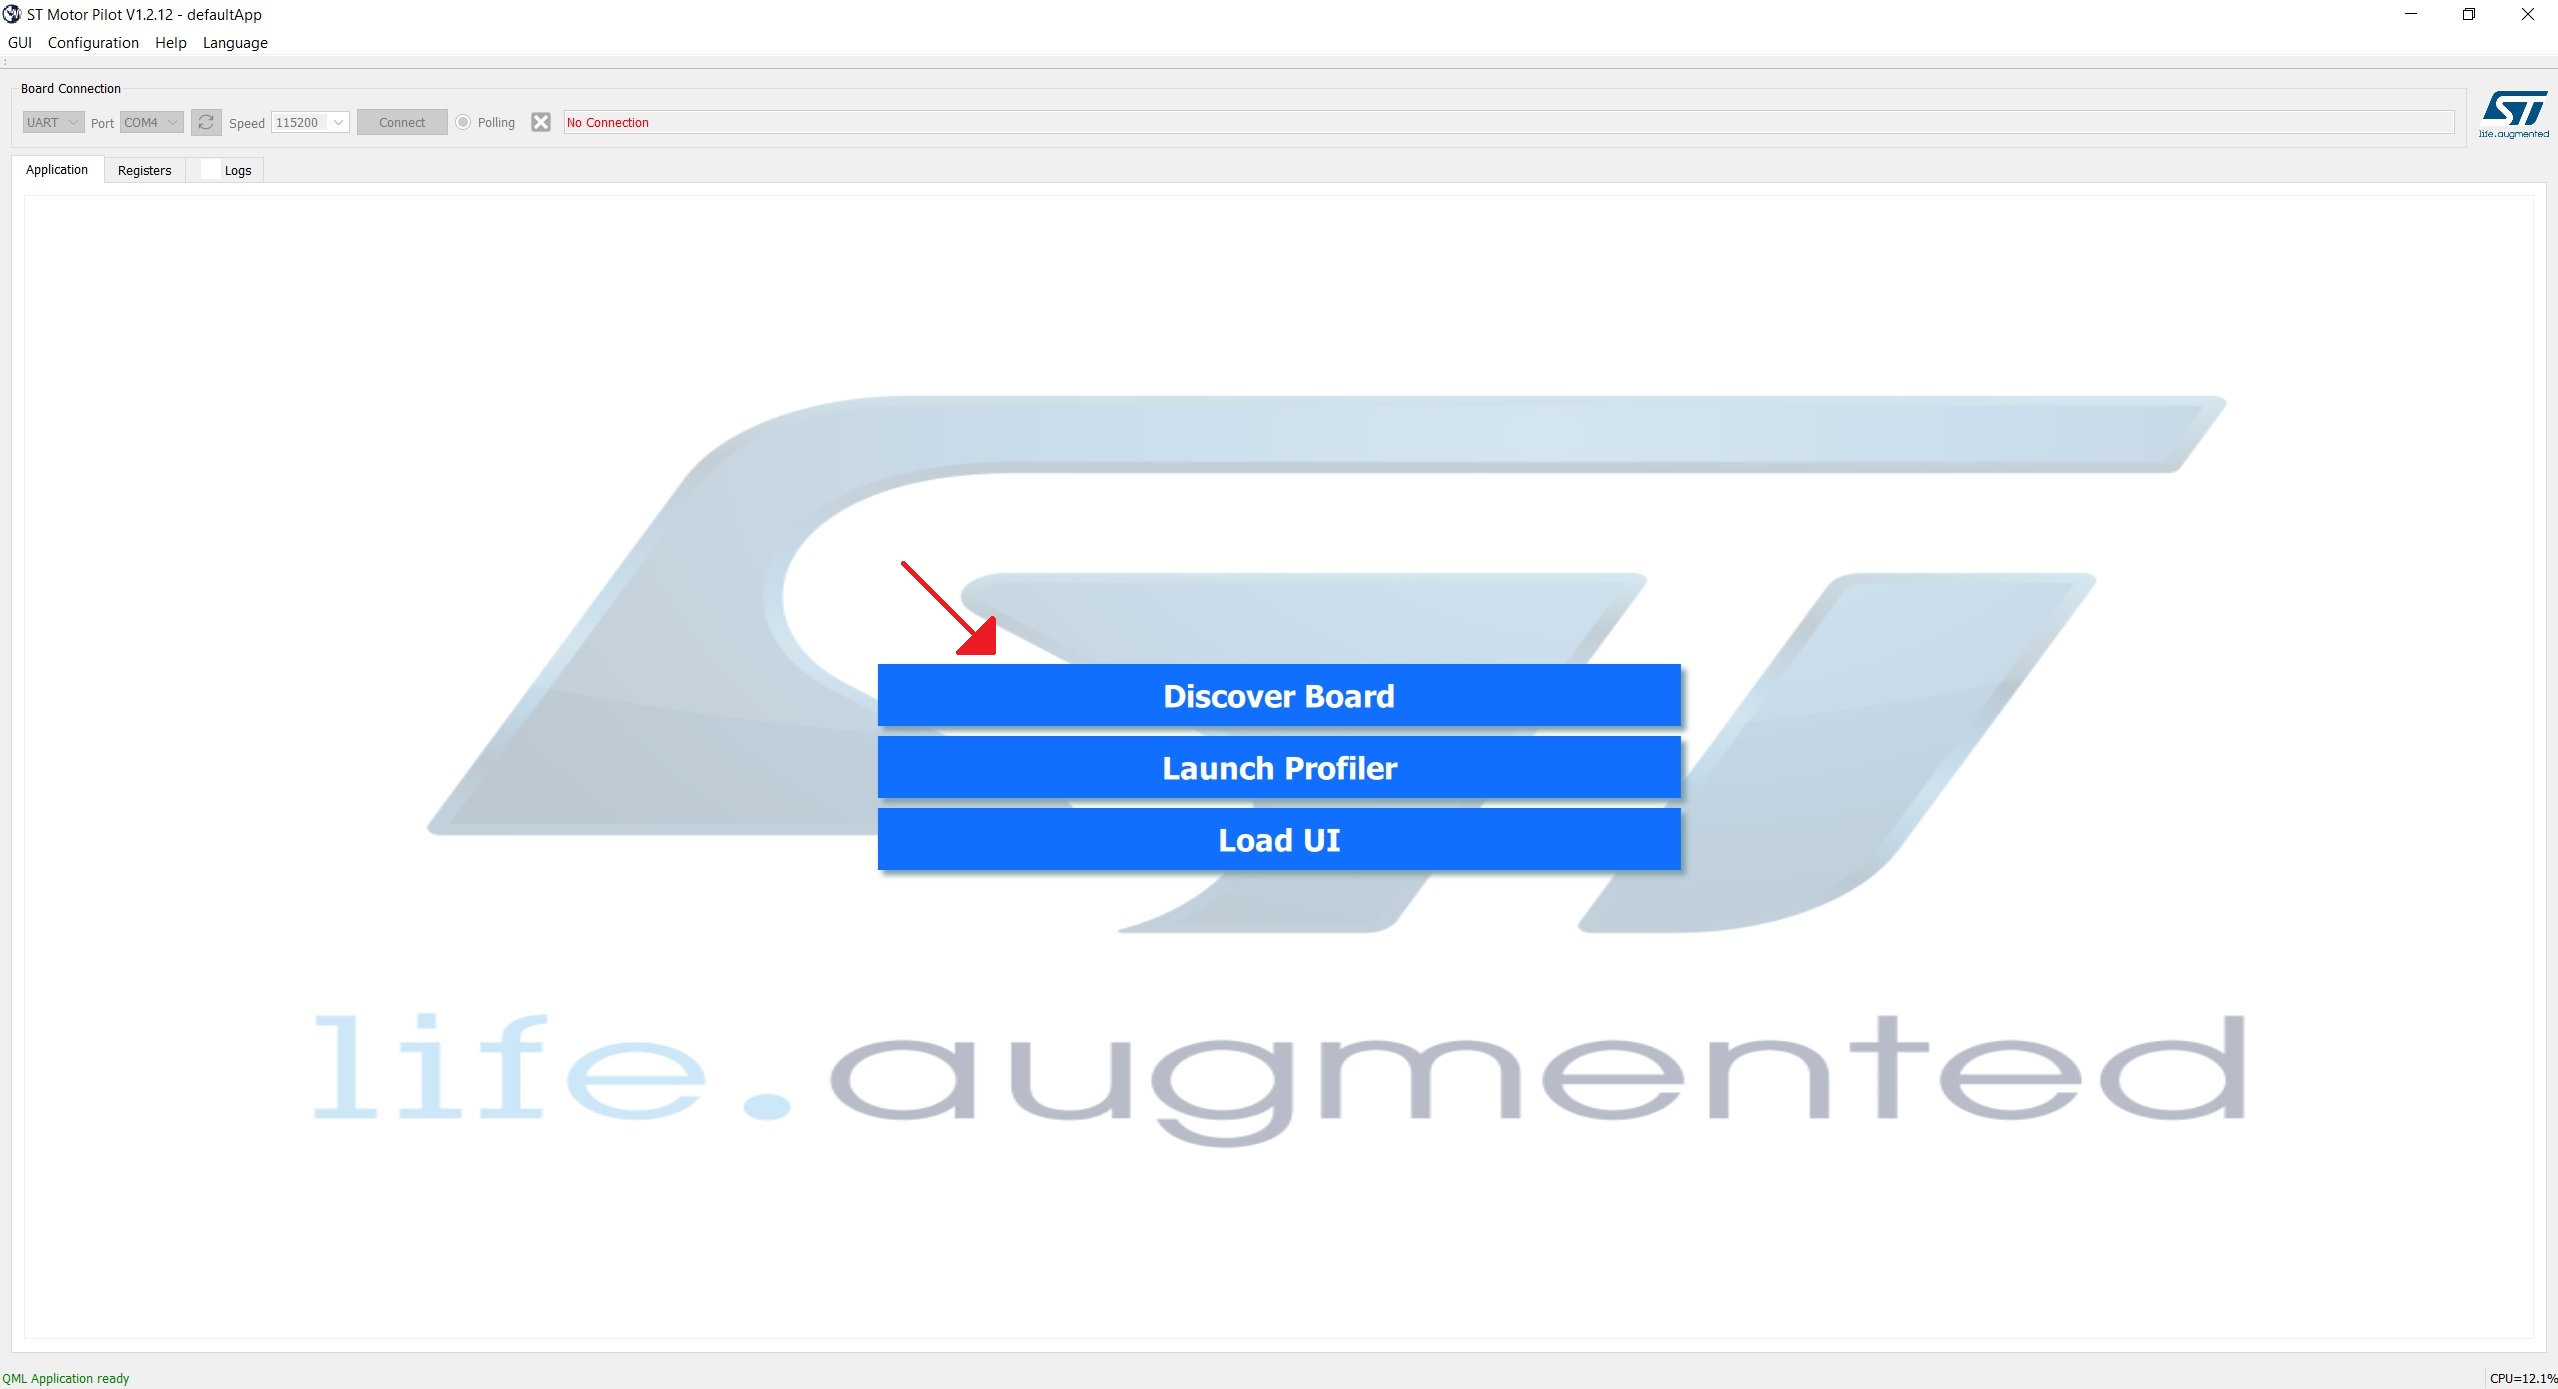 ST Motor Pilot V1.2.12 - defaultApp
GUI Configuration Help Language
Board Connection
UART Port COM4 Speed 115200 Connect Polling No Connection
ST
life.augmented
Application Registers Logs
Discover Board
Launch Profiler
Load UI
life.augmented
QML Application ready CPU=12.1%